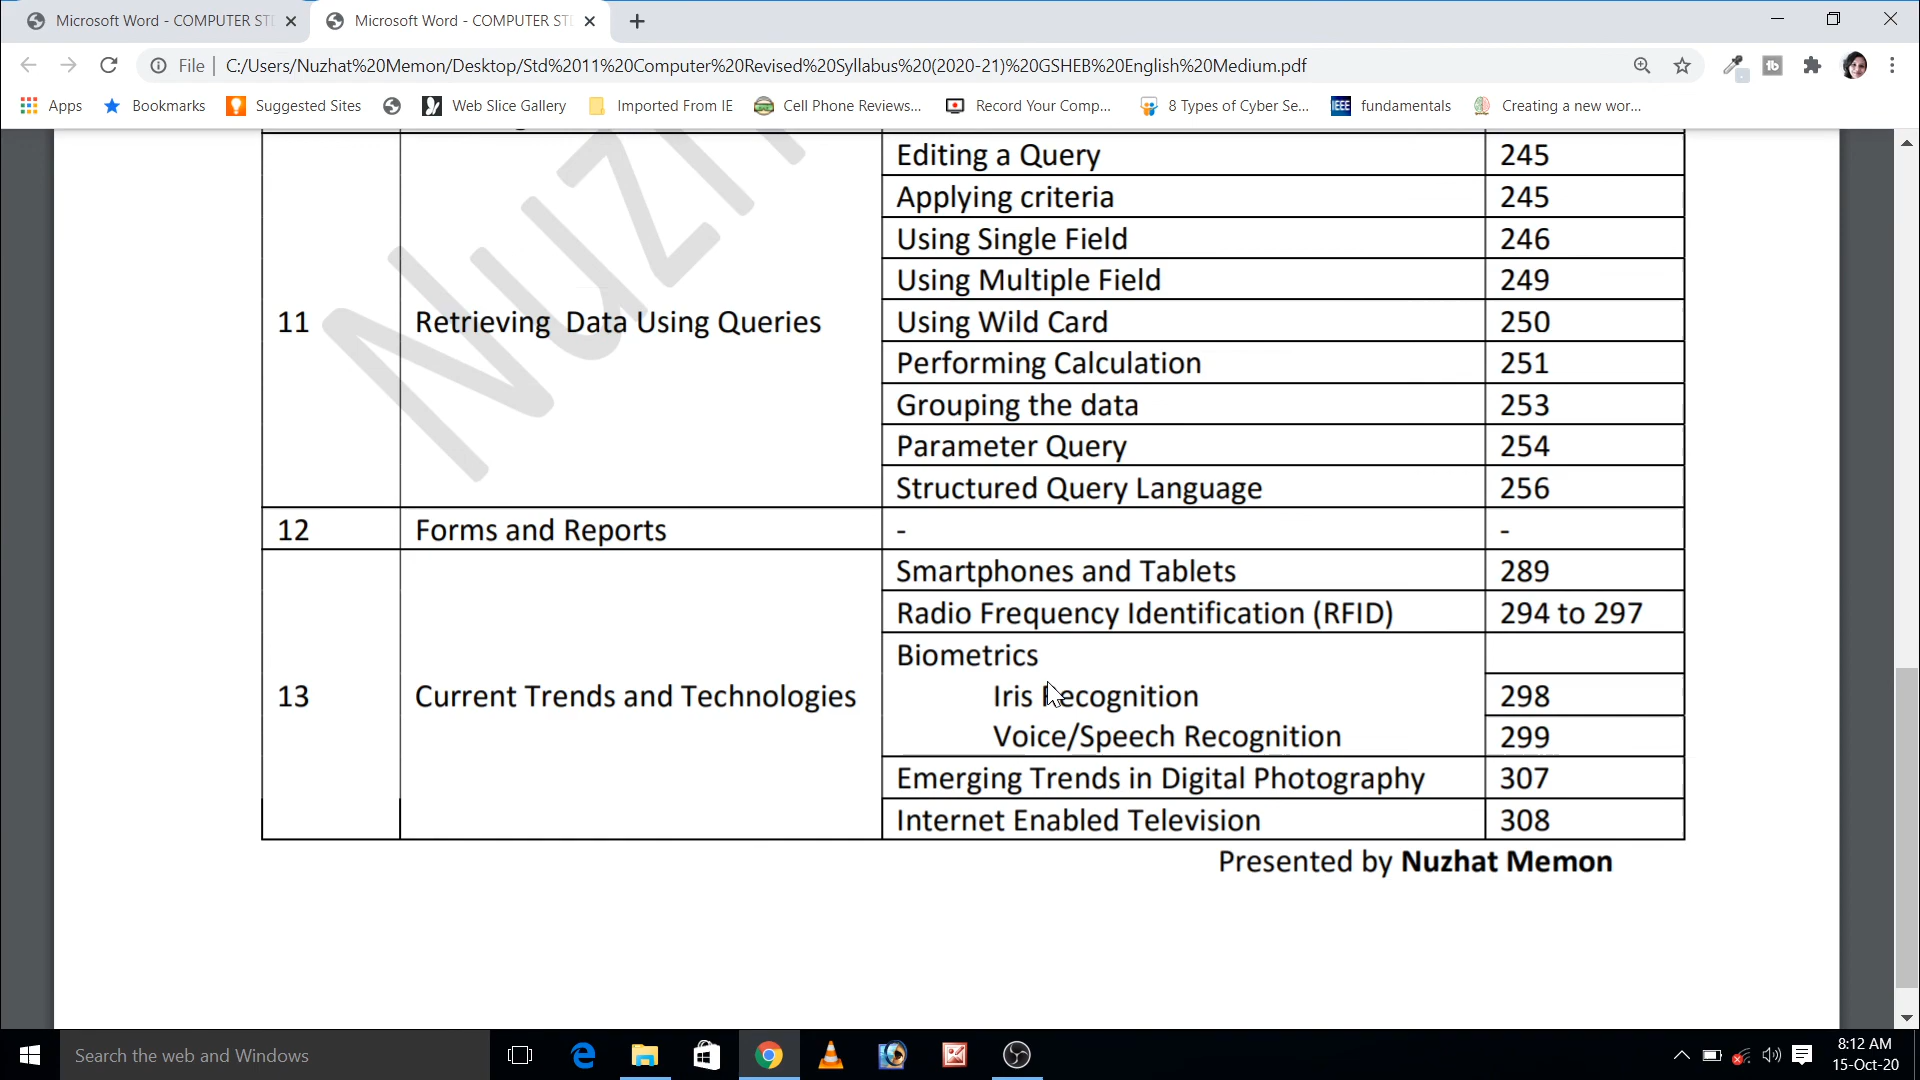 Microsoft Word - COMPUTER ST
Microsoft Word - COMPUTER ST
File
C:/Users/Nuzhat%20Memon/Desktop/Std%2011%20Computer%20Revised%20Syllabus%20(2020-21)%20GSHEB%20English%20Medium.pdf
Apps
Bookmarks
Suggested Sites
Web Slice Gallery
Imported From IE
Cell Phone Reviews...
Record Your Comp...
8 Types of Cyber Se...
IEEE
fundamentals
Creating a new wor...
Nuzh
Editing a Query 245
Applying criteria 245
Using Single Field 246
Using Multiple Field 249
11 Retrieving Data Using Queries Using Wild Card 250
Performing Calculation 251
Grouping the data 253
Parameter Query 254
Structured Query Language 256
12 Forms and Reports - -
Smartphones and Tablets 289
Radio Frequency Identification (RFID) 294 to 297
Biometrics
13 Current Trends and Technologies Iris Recognition 298
Voice/Speech Recognition 299
Emerging Trends in Digital Photography 307
Internet Enabled Television 308
Presented by Nuzhat Memon
Search the web and Windows
8:12 AM
15-Oct-20